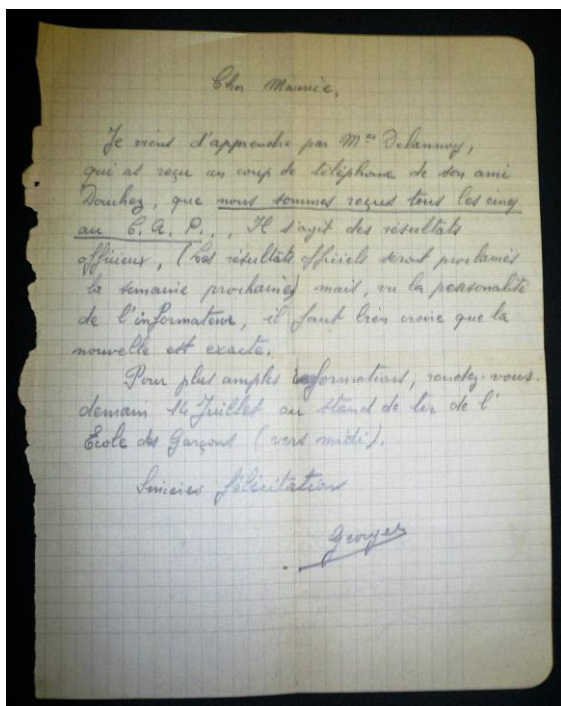 Cher Maurice,
Je viens d'apprendre par Mr Delannoy,
qui as reçu un coup de téléphone de son ami
Douchez, que nous sommes reçus tous les cinq
au C. A. P.., Il s'agit des résultats
officieux, (Les résultats officiels seront proclamés
la semaine prochaine) mais, vu la personalité
de l'informateur, il faut bien croire que la
nouvelle est exacte.
Pour plus amples informations, rendez-vous
demain 14 Juillet au stand de tir de l'
Ecole des Garçons (vers midi).
Sincères félicitations
Georges